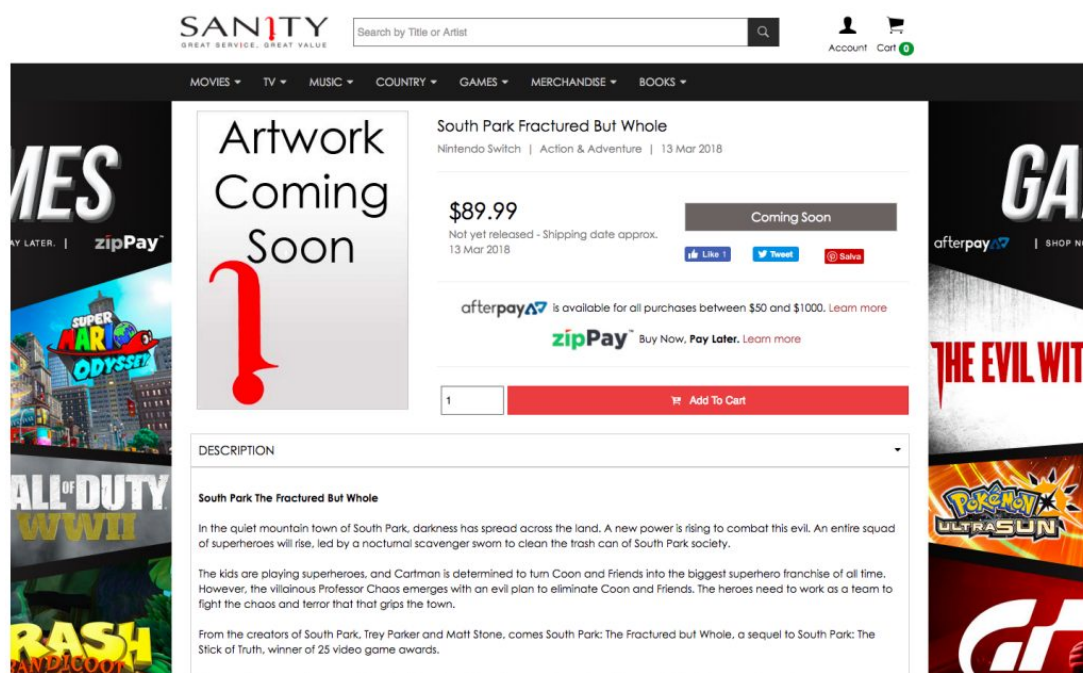 SANITY
GREAT SERVICE, GREAT VALUE
Search by Title or Artist
Account
Cart 0
MOVIES
TV
MUSIC
COUNTRY
GAMES
MERCHANDISE
BOOKS
MES
AY LATER. |
zipPay
SUPER
MARIO
ODYSSEY
ALL OF DUTY
WWII
RASH
BANDICOOT
Artwork
Coming
Soon
South Park Fractured But Whole
Nintendo Switch | Action & Adventure | 13 Mar 2018
$89.99
Not yet released - Shipping date approx.
13 Mar 2018
Coming Soon
Like 1
Tweet
Salva
afterpay is available for all purchases between $50 and $1000. Learn more
zipPay Buy Now, Pay Later. Learn more
1
Add To Cart
DESCRIPTION
South Park The Fractured But Whole
In the quiet mountain town of South Park, darkness has spread across the land. A new power is rising to combat this evil. An entire squad
of superheroes will rise, led by a nocturnal scavenger sworn to clean the trash can of South Park society.
The kids are playing superheroes, and Cartman is determined to turn Coon and Friends into the biggest superhero franchise of all time.
However, the villainous Professor Chaos emerges with an evil plan to eliminate Coon and Friends. The heroes need to work as a team to
fight the chaos and terror that that grips the town.
From the creators of South Park, Trey Parker and Matt Stone, comes South Park: The Fractured but Whole, a sequel to South Park: The
Stick of Truth, winner of 25 video game awards.
GA
afterpay | SHOP N
THE EVIL WIT
POKéMON
ULTRA SUN